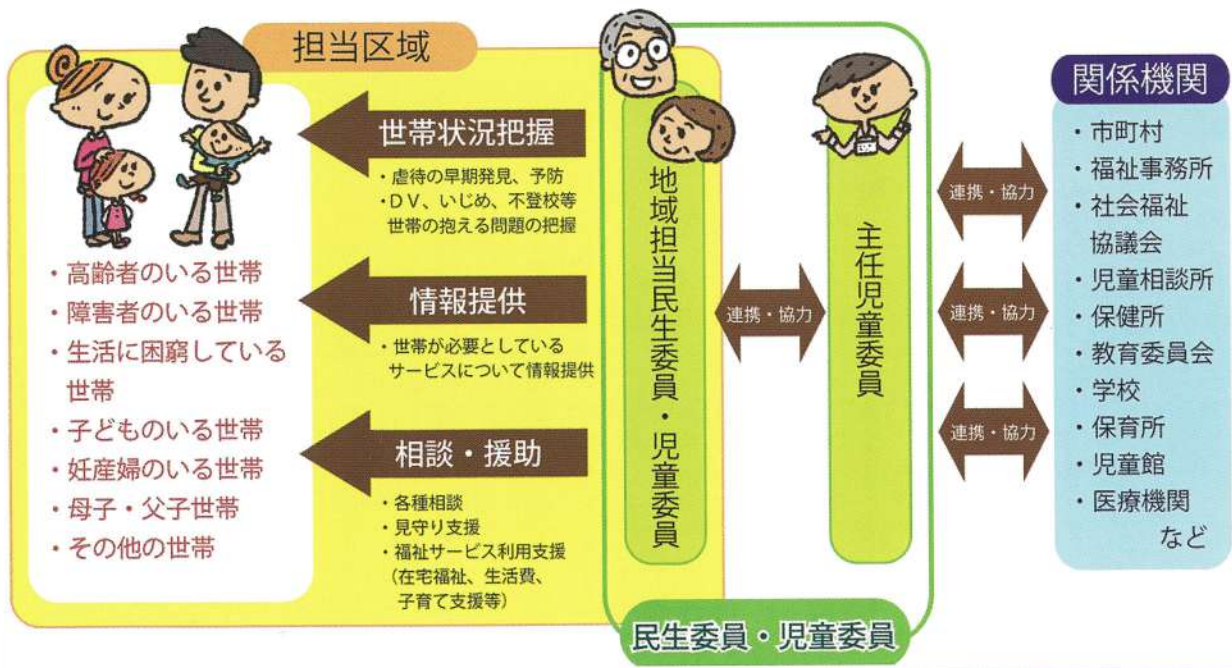 担当区域
・高齢者のいる世帯
・障害者のいる世帯
・生活に困窮している
世帯
・子どものいる世帯
・妊産婦のいる世帯
・母子・父子世帯
・その他の世帯
世帯状況把握
・虐待の早期発見、予防
・DV、いじめ、不登校等
世帯の抱える問題の把握
情報提供
・世帯が必要としている
サービスについて情報提供
相談・援助
・各種相談
・見守り支援
・福祉サービス利用支援
(在宅福祉、生活費、
子育て支援等)
地域担当民生委員・児童委員
連携・協力
主任児童委員
民生委員・児童委員
連携・協力
連携・協力
連携・協力
関係機関
・市町村
・福祉事務所
・社会福祉
協議会
・児童相談所
・保健所
・教育委員会
・学校
・保育所
・児童館
・医療機関
など